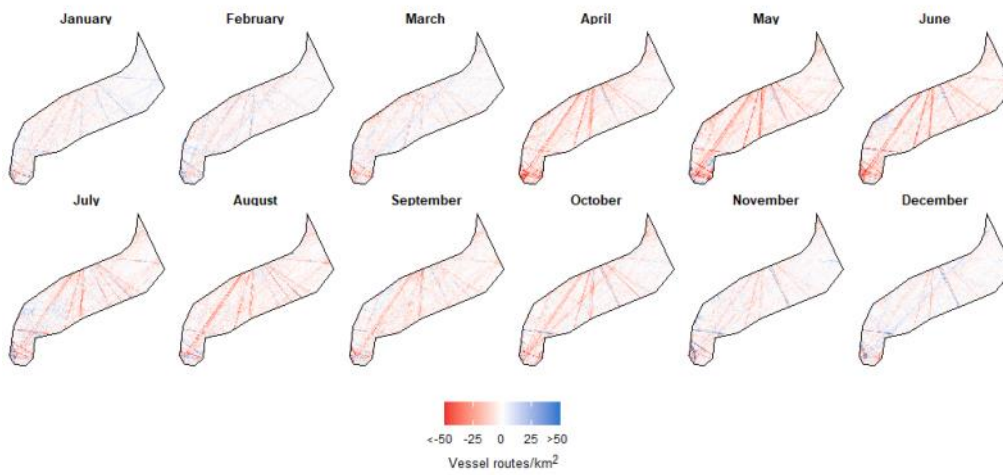 January February March April May June
July August September October November December
<-50 -25 0 25 >50
Vessel routes/km²